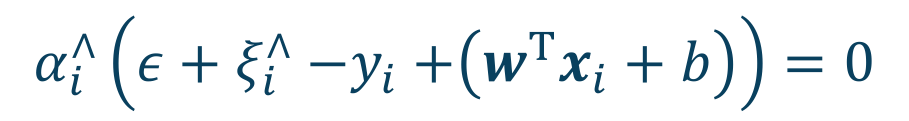 α_i^∧ (ϵ + ξ_i^∧ −y_i +(𝒘^T 𝒙_i + b)) = 0